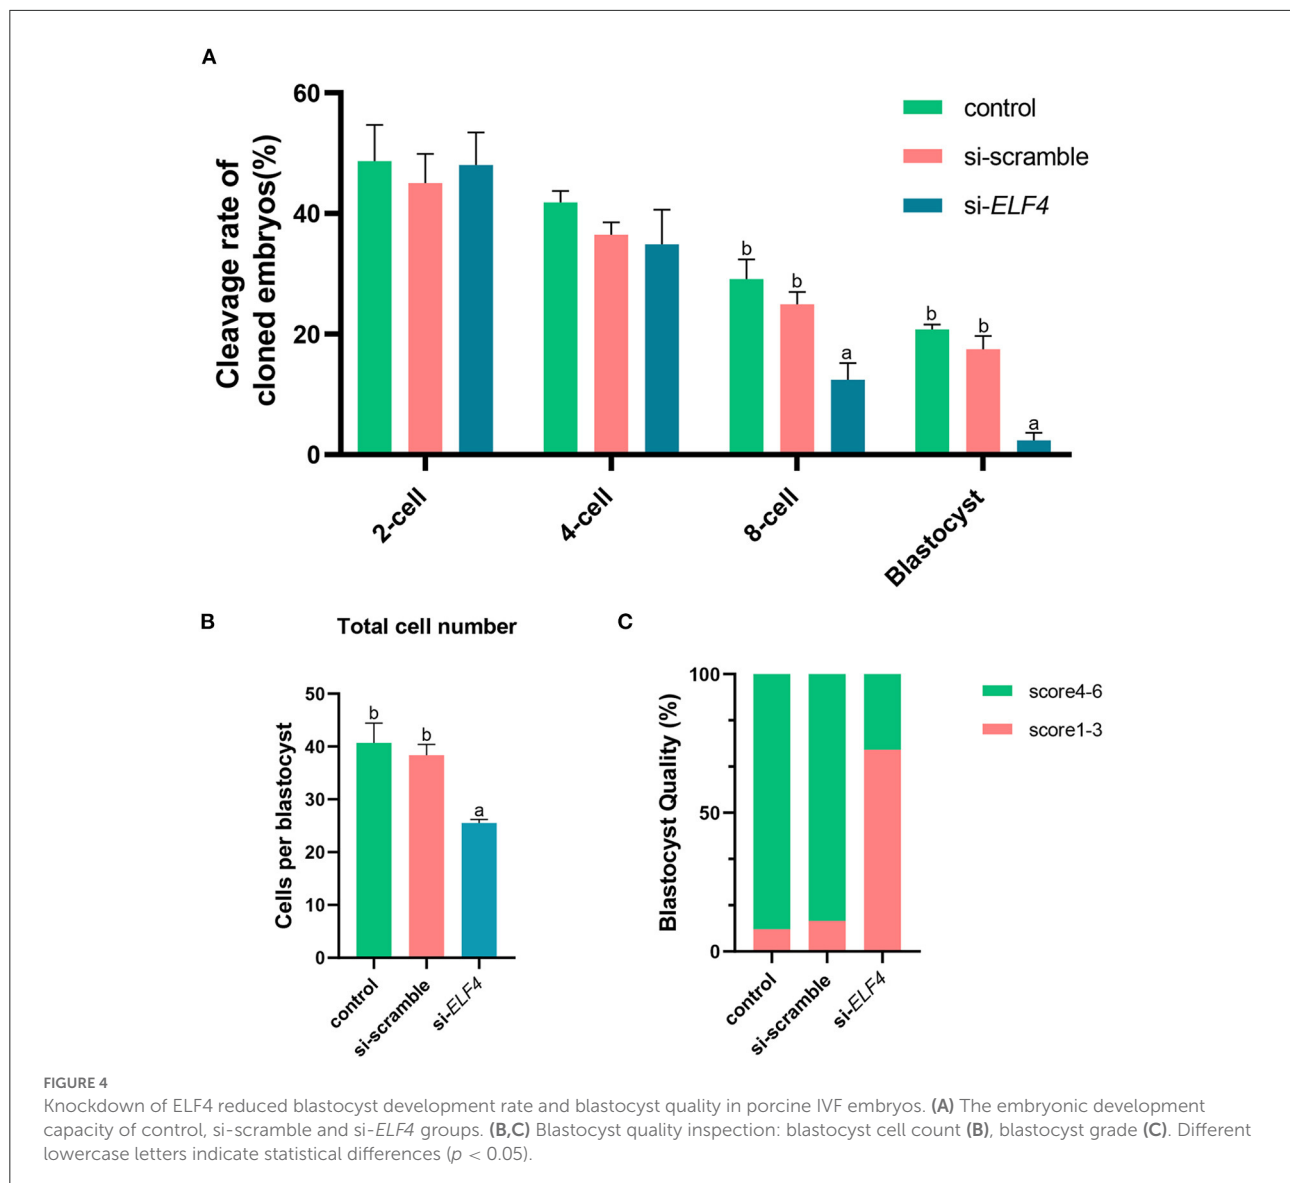 A
Cleavage rate of
cloned embryos(%)
60
40
20
0
control
si-scramble
si-ELF4
b
b
a
b
b
a
2-cell
4-cell
8-cell
Blastocyst
B
Total cell number
Cells per blastocyst
50
40
30
20
10
0
b
b
a
control
si-scramble
si-ELF4
C
Blastocyst Quality (%)
100
50
0
score4-6
score1-3
control
si-scramble
si-ELF4
FIGURE 4
Knockdown of ELF4 reduced blastocyst development rate and blastocyst quality in porcine IVF embryos. (A) The embryonic development
capacity of control, si-scramble and si-ELF4 groups. (B,C) Blastocyst quality inspection: blastocyst cell count (B), blastocyst grade (C). Different
lowercase letters indicate statistical differences (p < 0.05).